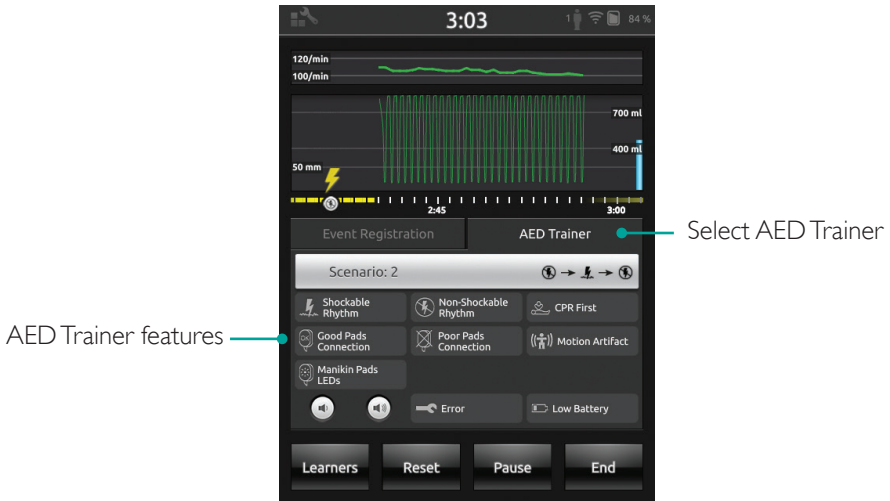 3:03
1
84 %
120/min
100/min
700 ml
400 ml
50 mm
2:45
3:00
Event Registration
AED Trainer
Select AED Trainer
Scenario: 2
Shockable
Rhythm
Non-Shockable
Rhythm
CPR First
AED Trainer features
Good Pads
Connection
OK
Poor Pads
Connection
Motion Artifact
Manikin Pads
LEDs
Error
Low Battery
Learners
Reset
Pause
End